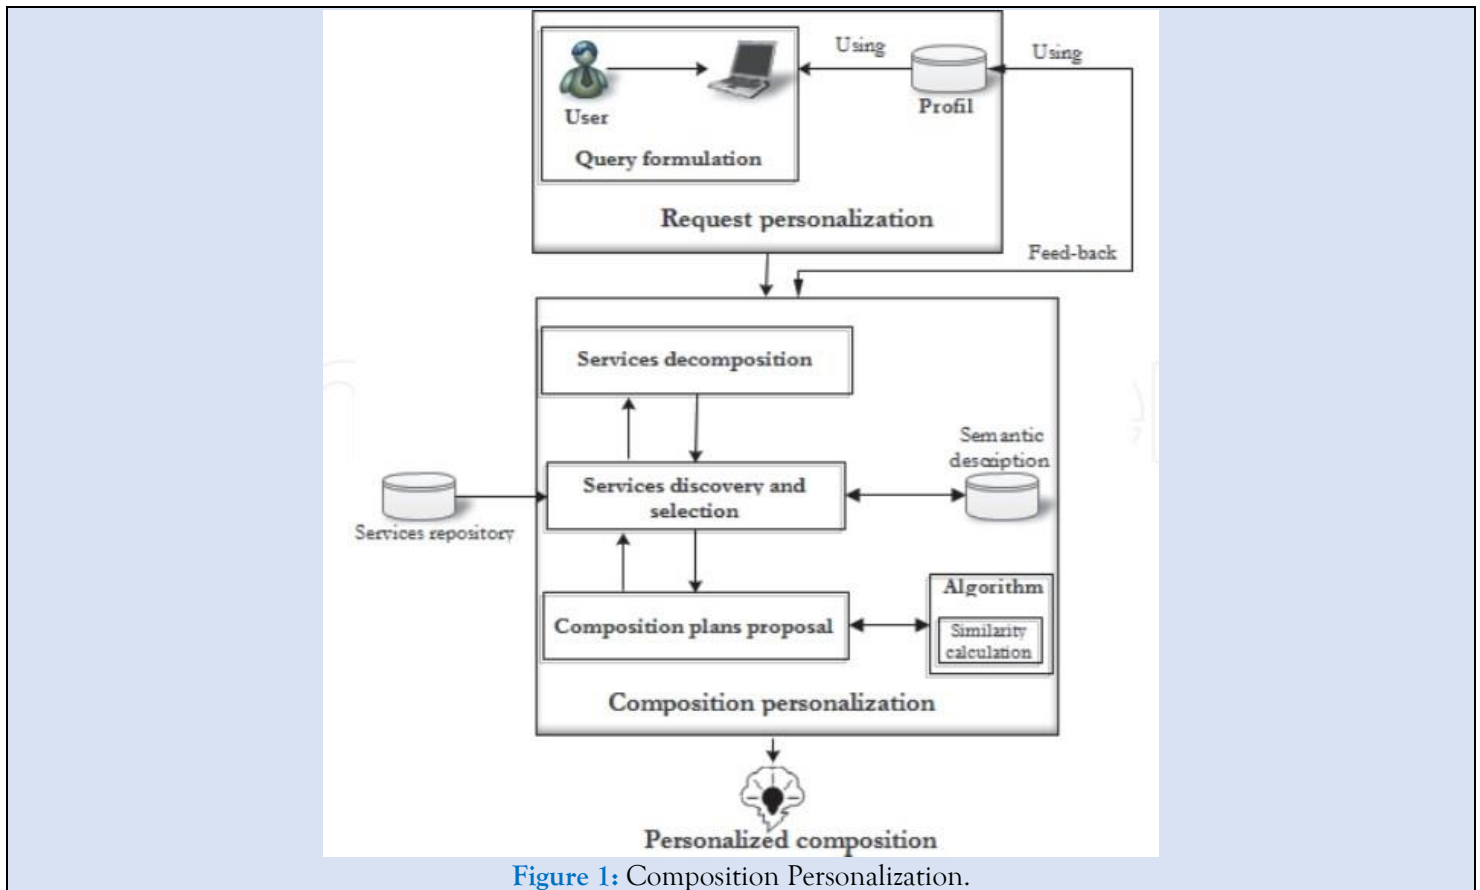 Using
Using
Profil
User
Query formulation
Request personalization
Feed-back
Services decomposition
Semantic
description
Services discovery and
selection
Services repository
Algorithm
Similarity
calculation
Composition plans proposal
Composition personalization
Personalized composition
Figure 1: Composition Personalization.